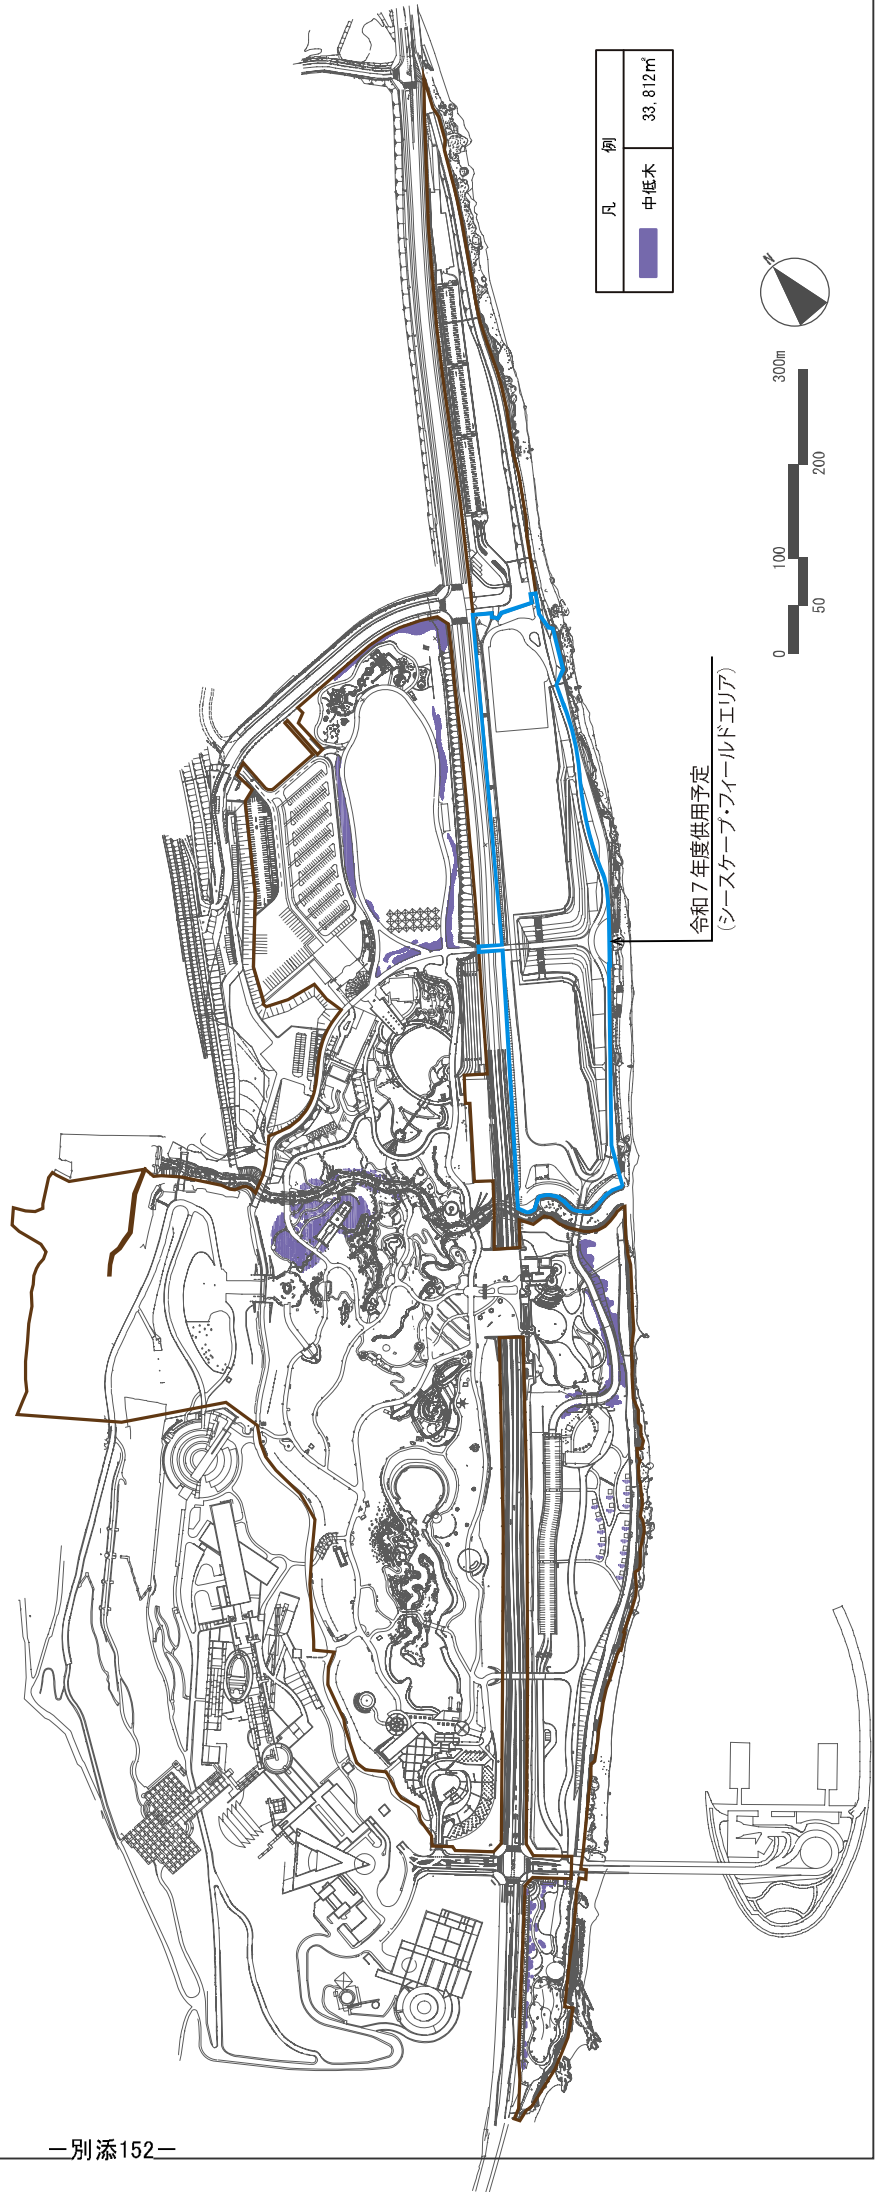 凡 例
中低木 33,812㎡
N
0 50 100 200 300m
令和7年度供用予定
(シースケープ・フィールドエリア)
－別添152－